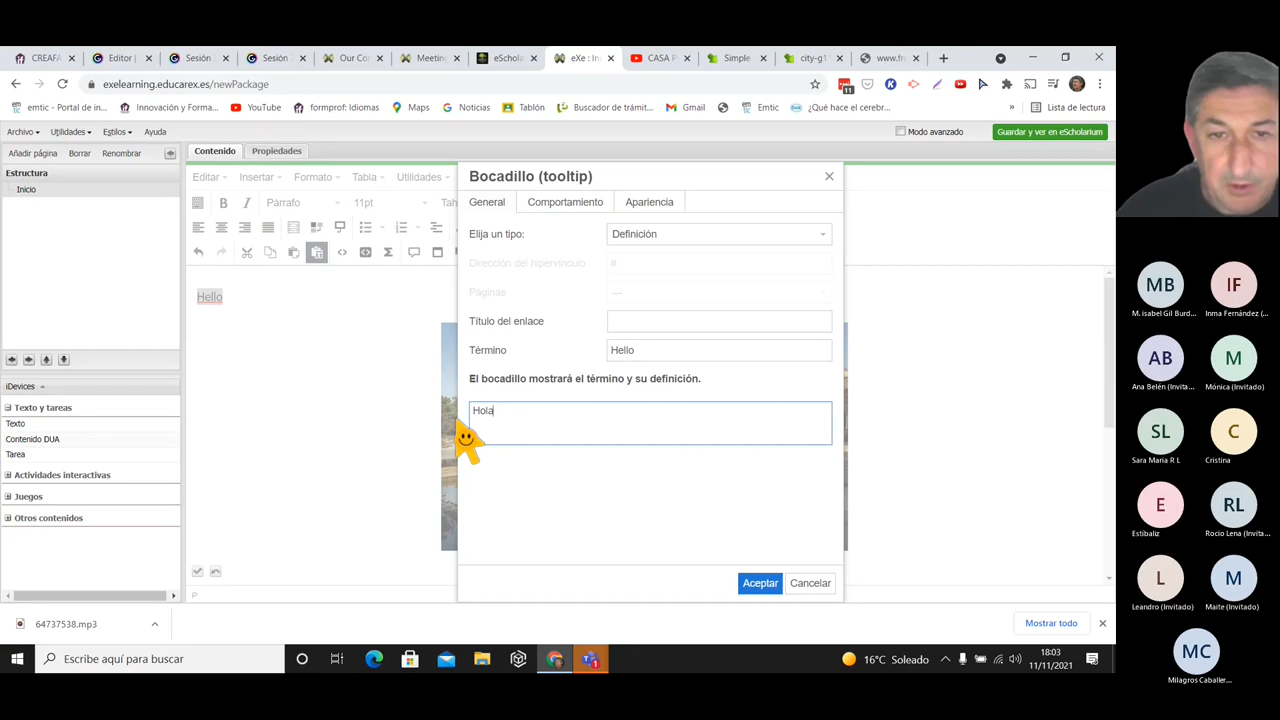 CREAFA
Editor |
Sesión 7
Sesión
Our Co
Meeting
eSchola
eXe : In
CASA P
Simple
city-g1
www.fr
exelearning.educarex.es/newPackage
11
emtic - Portal de in...
Innovación y Forma...
YouTube
formprof: Idiomas
Maps
Noticias
Tablón
Buscador de trámit...
Gmail
Emtic
¿Qué hace el cerebr...
»
Lista de lectura
Archivo
Utilidades
Estilos
Ayuda
Modo avanzado
Guardar y ver en eScholarium
Añadir página
Borrar
Renombrar
Contenido
Propiedades
Estructura
Inicio
Editar
Insertar
Formato
Tabla
Utilidades
B
I
Párrafo
11pt
Hello
Bocadillo (tooltip)
General
Comportamiento
Apariencia
Elija un tipo:
Definición
Dirección del hipervínculo
#
Páginas
---
Título del enlace
Término
Hello
El bocadillo mostrará el término y su definición.
Hola
Aceptar
Cancelar
iDevices
Texto y tareas
Texto
Contenido DUA
Tarea
Actividades interactivas
Juegos
Otros contenidos
P
64737538.mp3
Mostrar todo
Escribe aquí para buscar
16°C Soleado
18:03
11/11/2021
MB
M. isabel Gil Burd...
IF
Inma Fernández (...
AB
Ana Belén (Invita...
M
Mónica (Invitado)
SL
Sara Maria R L
C
Cristina
E
Estíbaliz
RL
Rocio Lena (Invita...
L
Leandro (Invitado)
M
Maite (Invitado)
MC
Milagros Caballer...